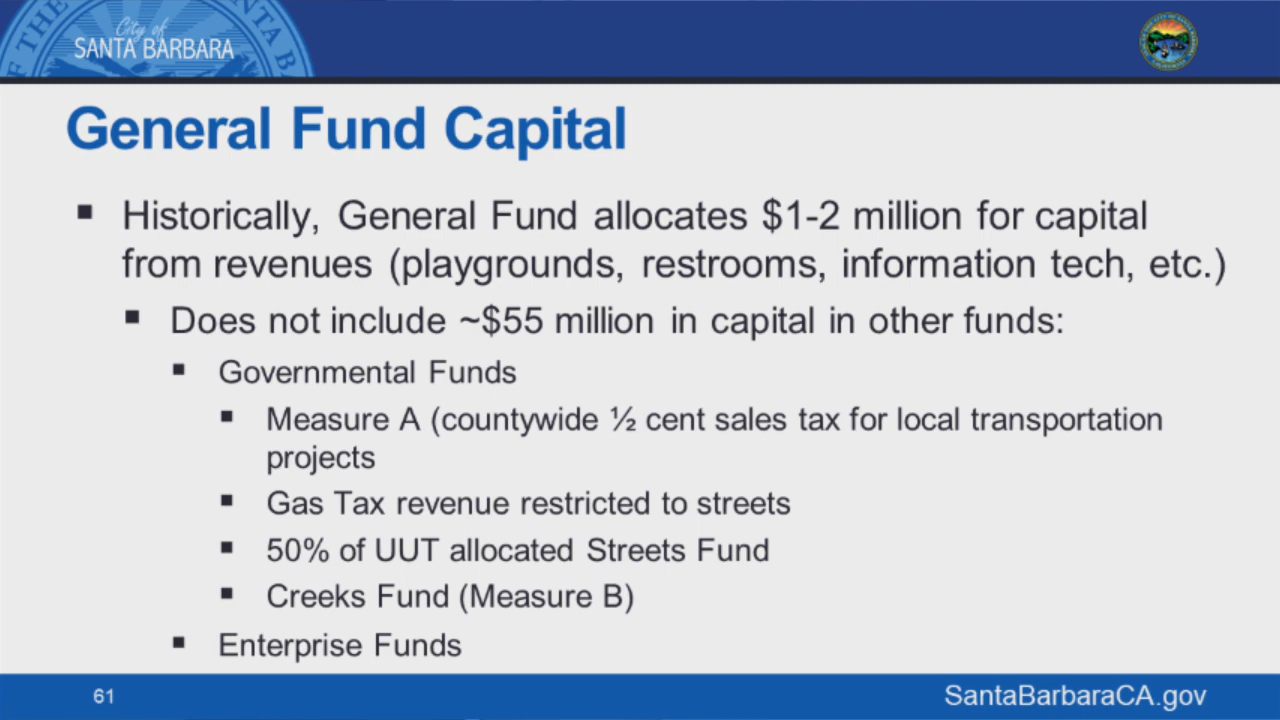 City of
SANTA BARBARA
General Fund Capital
▪ Historically, General Fund allocates $1-2 million for capital
from revenues (playgrounds, restrooms, information tech, etc.)
▪ Does not include ~$55 million in capital in other funds:
▪ Governmental Funds
▪ Measure A (countywide ½ cent sales tax for local transportation
projects
▪ Gas Tax revenue restricted to streets
▪ 50% of UUT allocated Streets Fund
▪ Creeks Fund (Measure B)
▪ Enterprise Funds
61
SantaBarbaraCA.gov